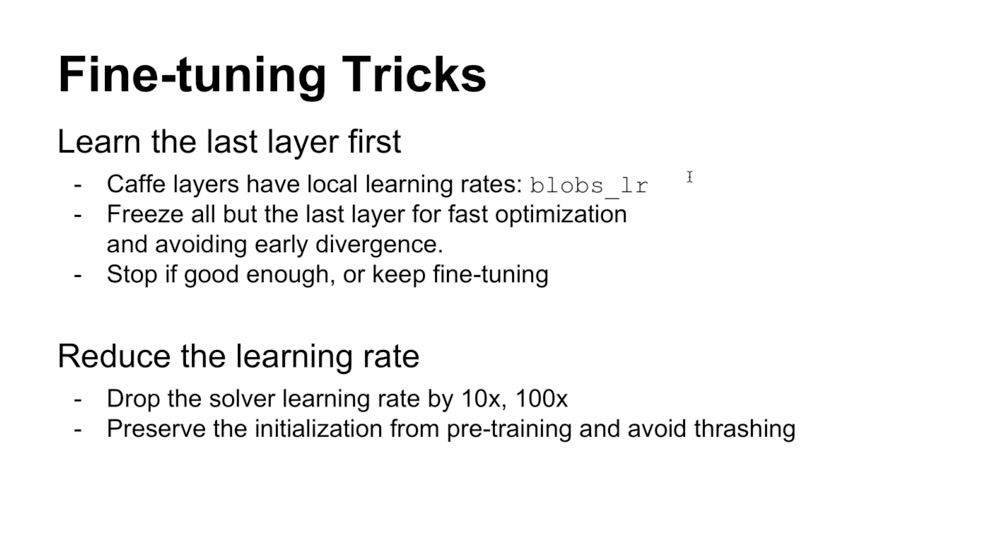 Fine-tuning Tricks
Learn the last layer first
- Caffe layers have local learning rates: blobs_lr
- Freeze all but the last layer for fast optimization
and avoiding early divergence.
- Stop if good enough, or keep fine-tuning
Reduce the learning rate
- Drop the solver learning rate by 10x, 100x
- Preserve the initialization from pre-training and avoid thrashing